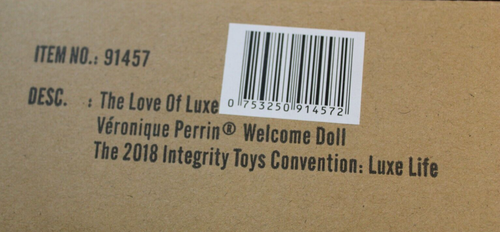 ITEM NO.: 91457
DESC. : The Love Of Luxe
0 753250 914572
Véronique Perrin® Welcome Doll
The 2018 Integrity Toys Convention: Luxe Life